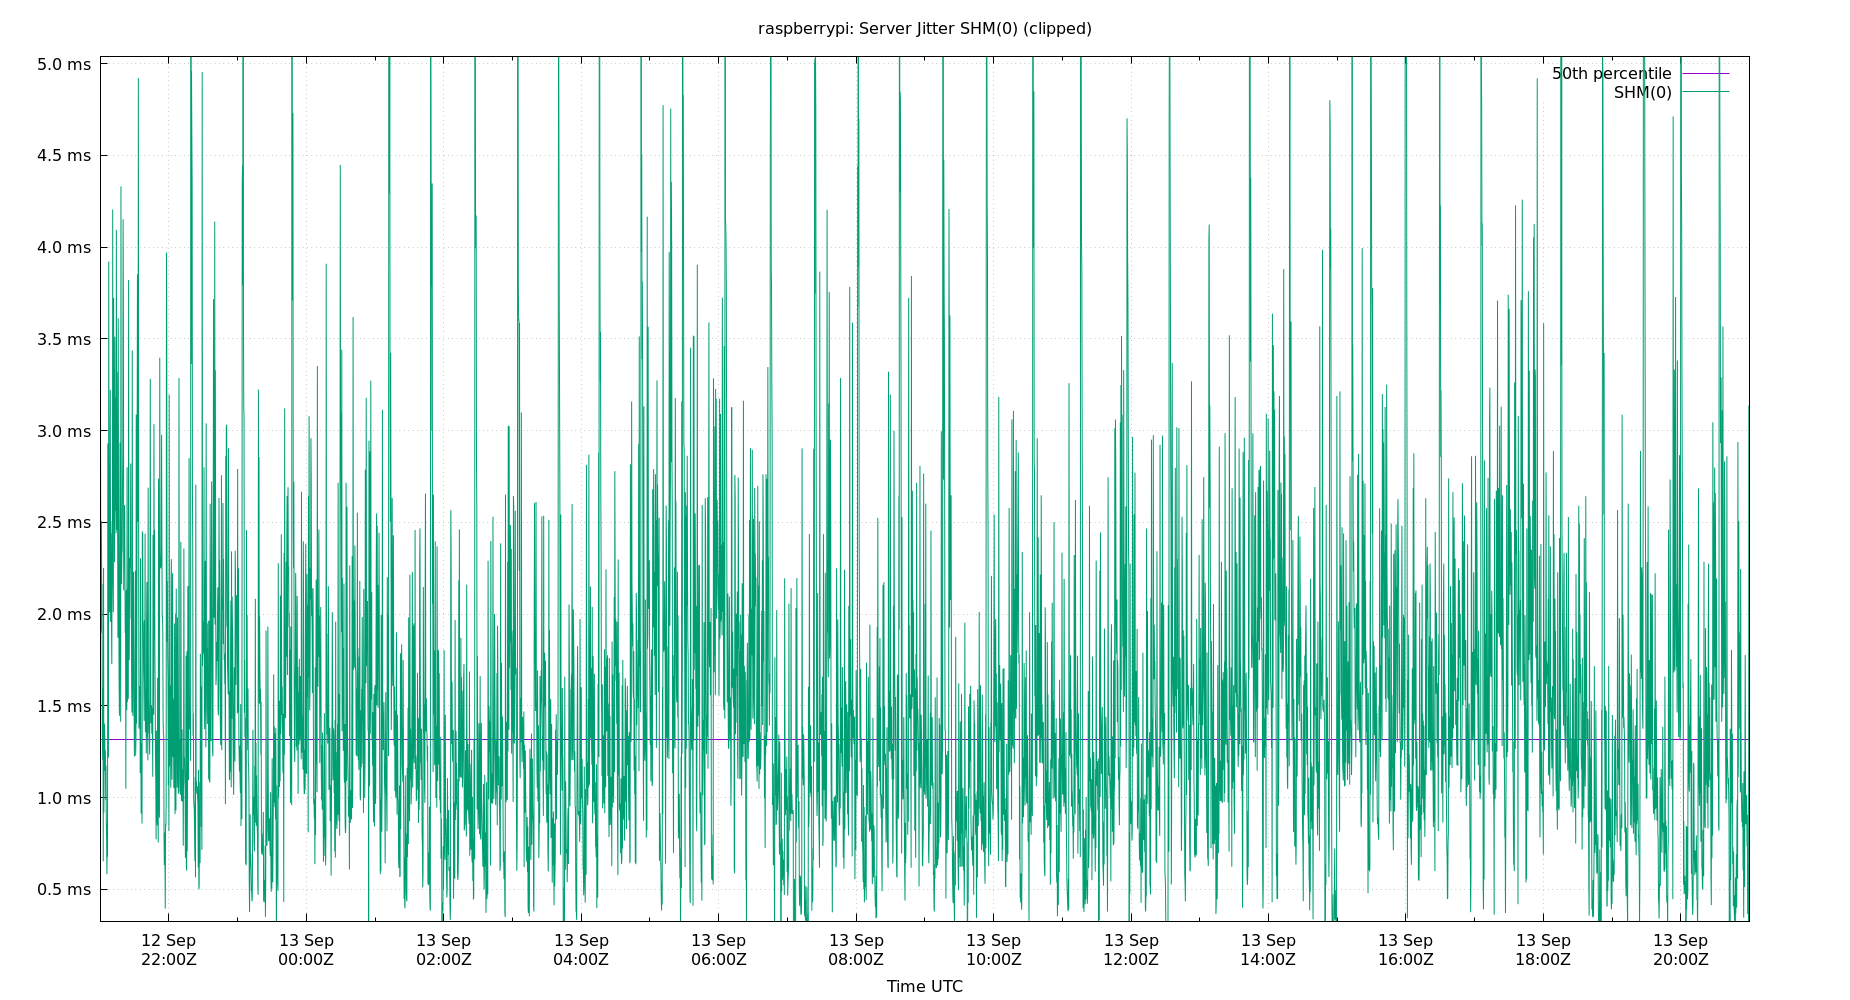 raspberrypi: Server Jitter SHM(0) (clipped)
5.0 ms
4.5 ms
4.0 ms
3.5 ms
3.0 ms
2.5 ms
2.0 ms
1.5 ms
1.0 ms
0.5 ms
50th percentile
SHM(0)
12 Sep 13 Sep 13 Sep 13 Sep 13 Sep 13 Sep 13 Sep 13 Sep 13 Sep 13 Sep 13 Sep 13 Sep
22:00Z 00:00Z 02:00Z 04:00Z 06:00Z 08:00Z 10:00Z 12:00Z 14:00Z 16:00Z 18:00Z 20:00Z
Time UTC